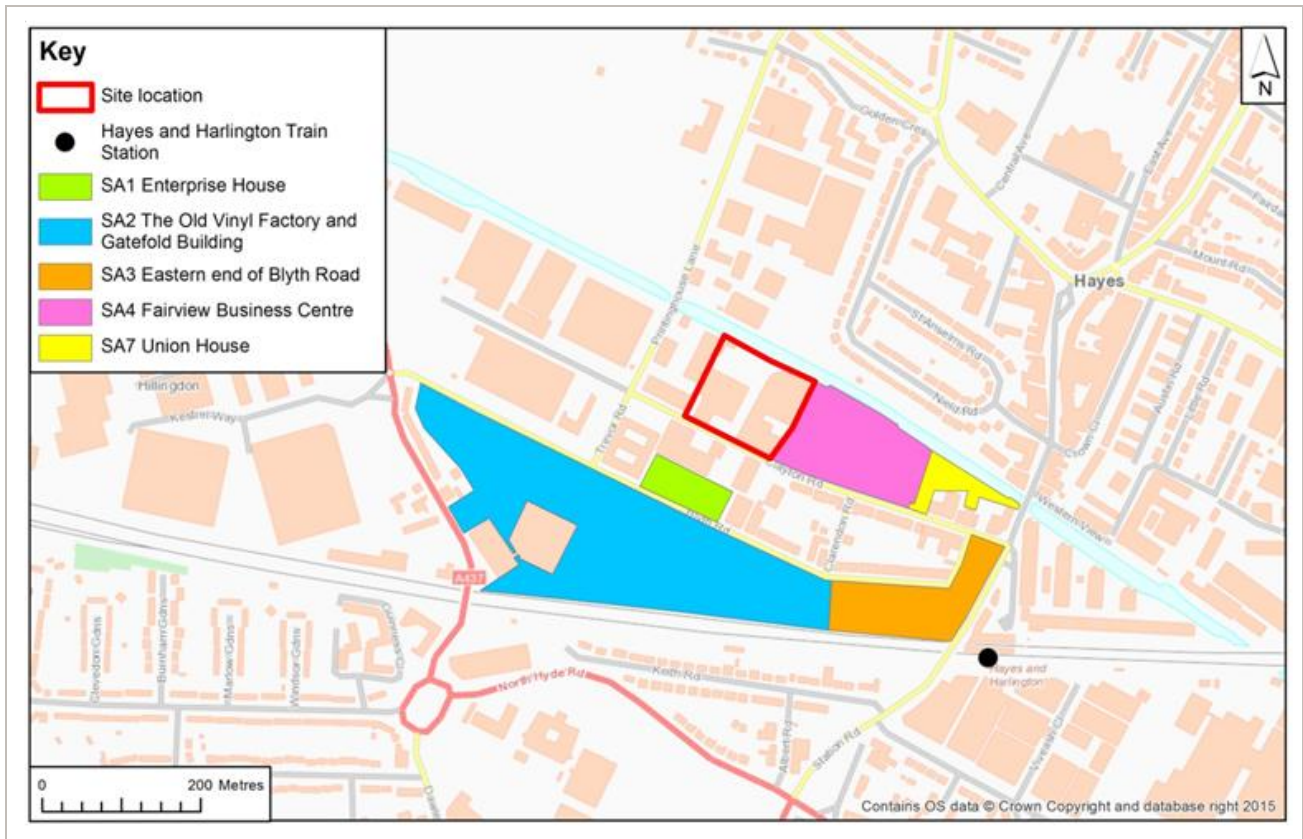 Key
Site location
Hayes and Harlington Train
Station
SA1 Enterprise House
SA2 The Old Vinyl Factory and
Gatefold Building
SA3 Eastern end of Blyth Road
SA4 Fairview Business Centre
SA7 Union House
N
Golden Cres
Central Ave
East Ave
Mount Rd
Hayes
Printinghouse Lane
St Anselms Rd
Nield Rd
Austin Rd
Crown Cl
Hillingdon
Kestrel Way
Trevor Rd
Clayton Rd
Clarendon Rd
Western View
A437
Clevedon Gdns
Burnham Gdns
Marlow Gdns
Windsor Gdns
North Hyde Rd
Keith Rd
Hayes and
Harlington
Albert Rd
Station Rd
0 200 Metres
Contains OS data © Crown Copyright and database right 2015